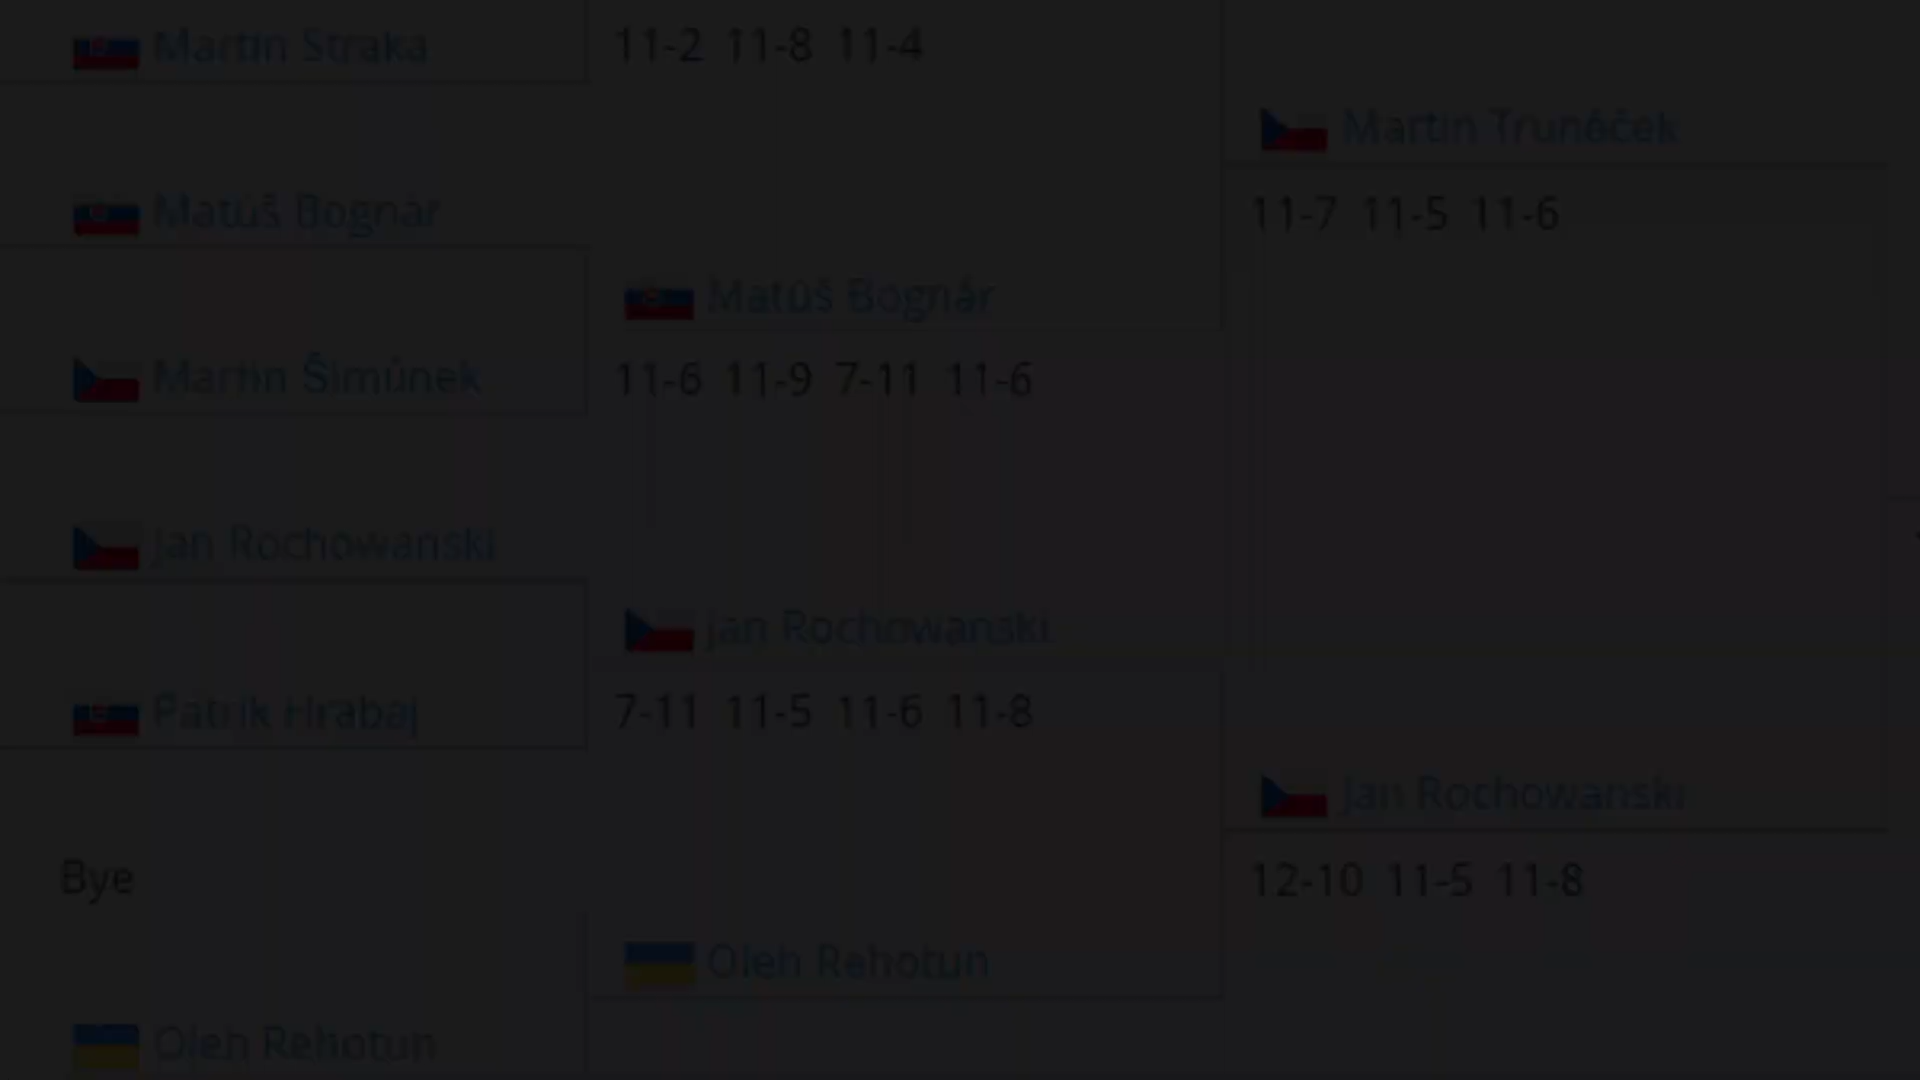 Martin Straka 11-2 11-8 11-4
Martin Trunéček
Matúš Bognár 11-7 11-5 11-6
Matúš Bognár
Martin Šimůnek 11-6 11-9 7-11 11-6
Jan Rochowanski
Jan Rochowanski
Patrik Hrabaj 7-11 11-5 11-6 11-8
Jan Rochowanski
Bye 12-10 11-5 11-8
Oleh Rehotun
Oleh Rehotun